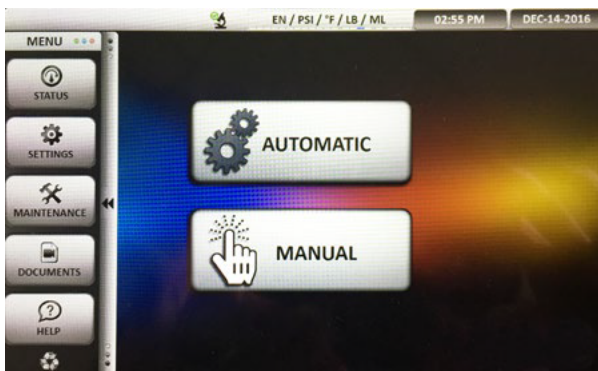 EN / PSI / °F / LB / ML
02:55 PM
DEC-14-2016
MENU
STATUS
SETTINGS
MAINTENANCE
DOCUMENTS
HELP
AUTOMATIC
MANUAL